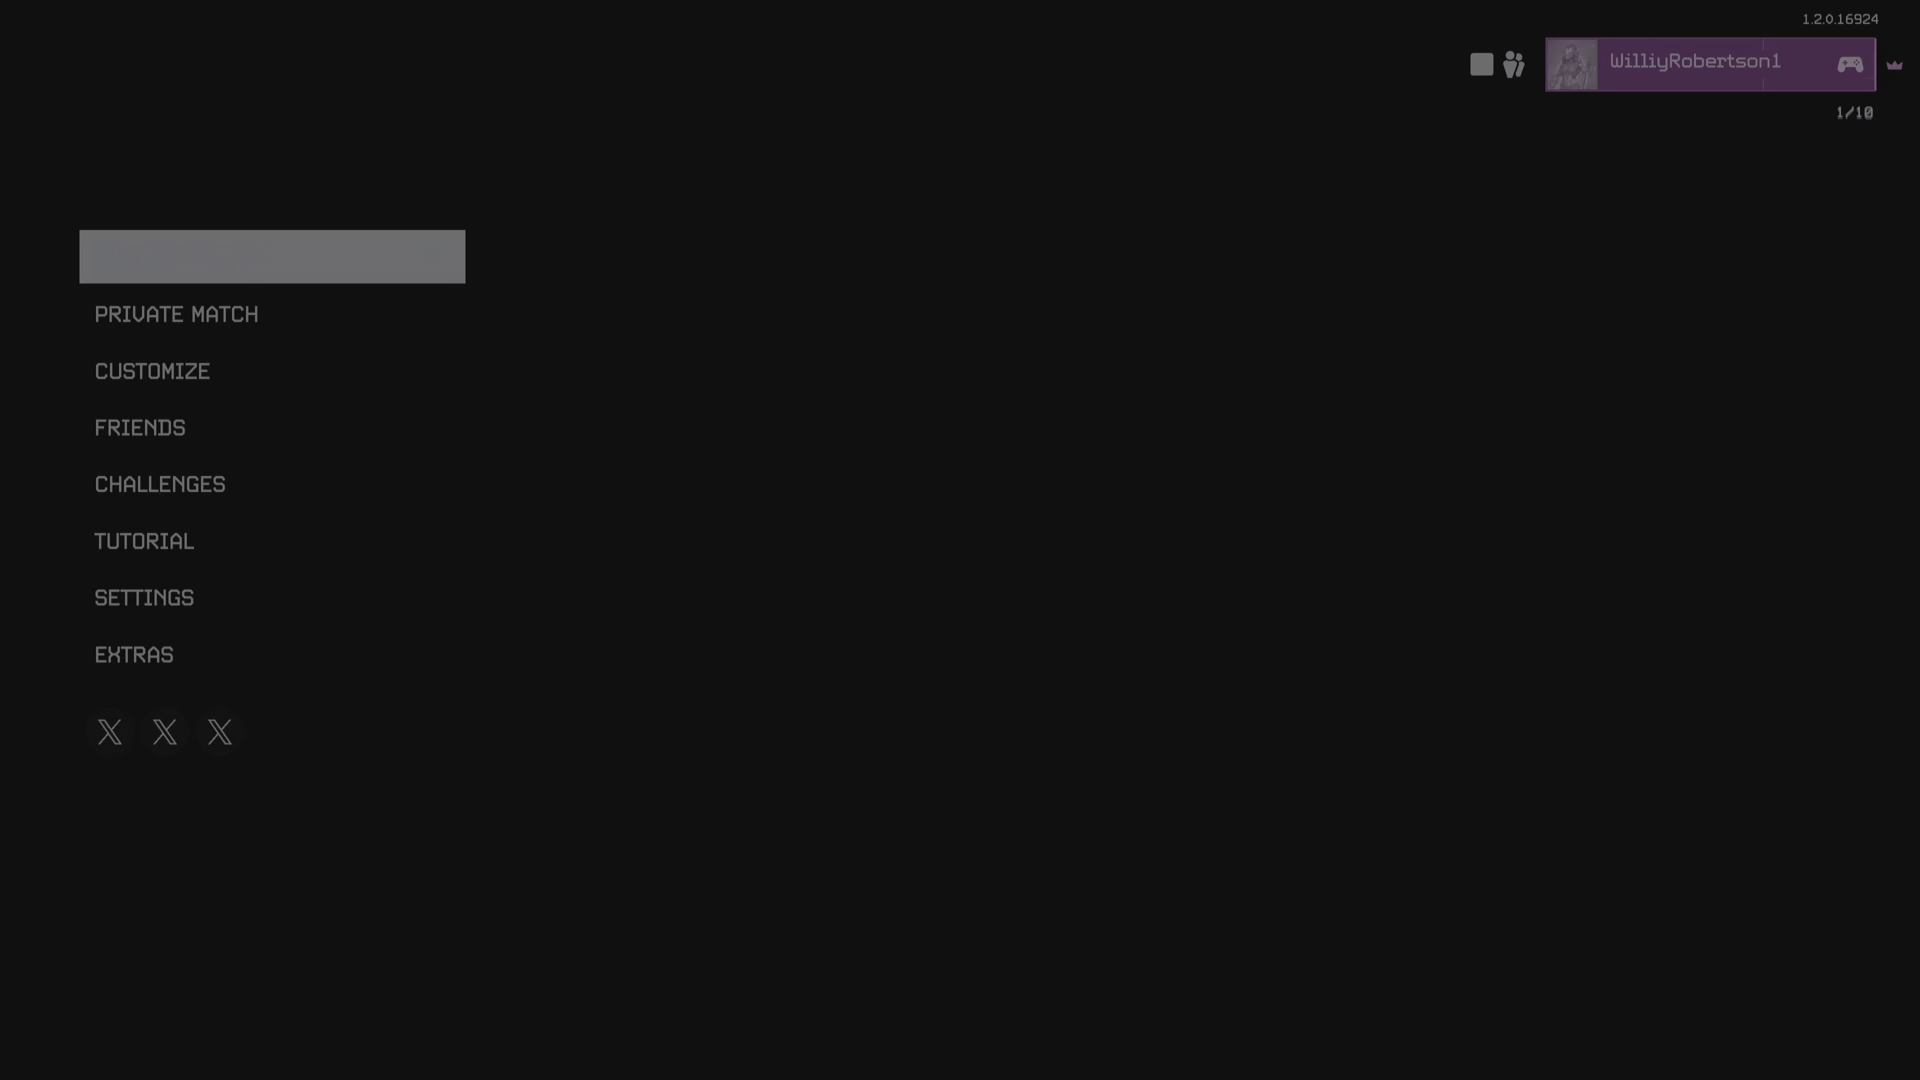 1.2.0.16924
WilliyRobertson1
1/10
PRIVATE MATCH
CUSTOMIZE
FRIENDS
CHALLENGES
TUTORIAL
SETTINGS
EXTRAS